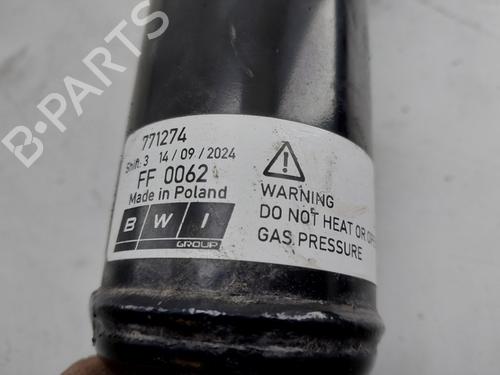 B-PARTS
771274
Shift: 3 14/09/2024
FF 0062
Made in Poland
BWI
GROUP
WARNING
DO NOT HEAT OR
GAS PRESSURE